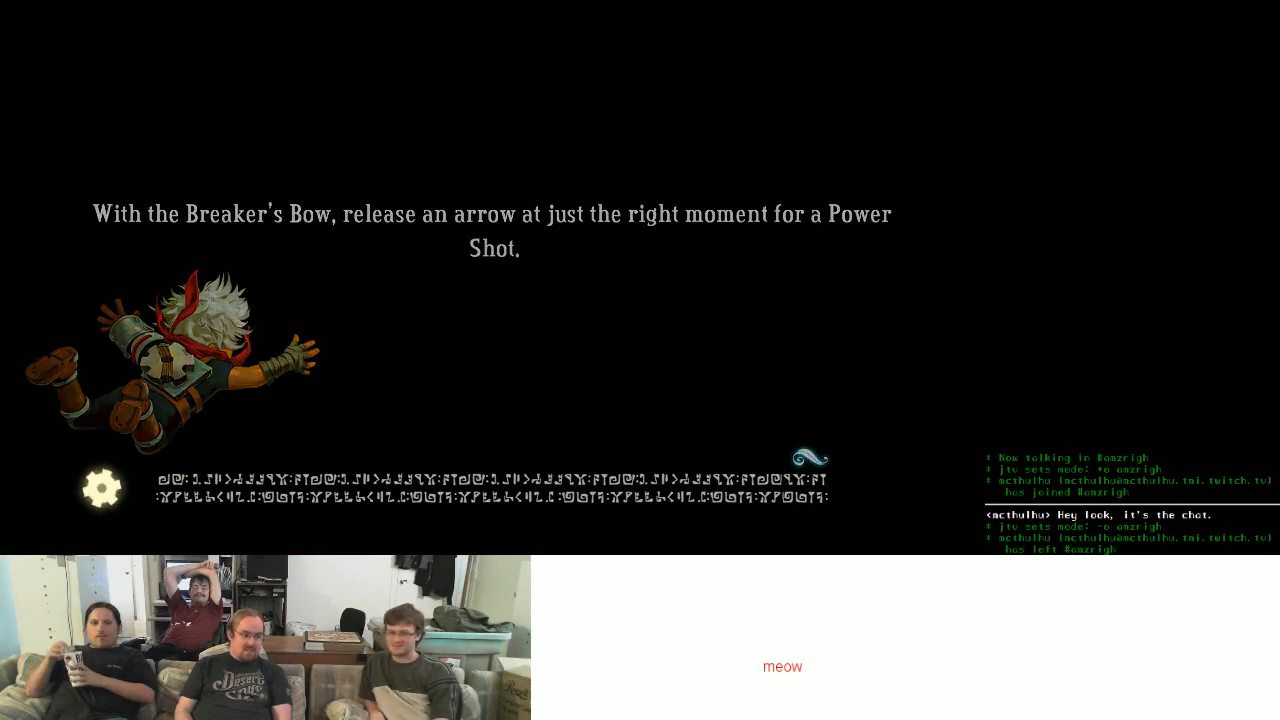 With the Breaker's Bow, release an arrow at just the right moment for a Power
Shot.
* Now talking in #amzrigh
* jtv sets mode: +o amzrigh
* mcthulhu [mcthulhu@mcthulhu.tmi.twitch.tv]
has joined #amzrigh
<mcthulhu> Hey look, it's the chat.
* jtv sets mode: -o amzrigh
* mcthulhu [mcthulhu@mcthulhu.tmi.twitch.tv]
has left #amzrigh
Desert
meow